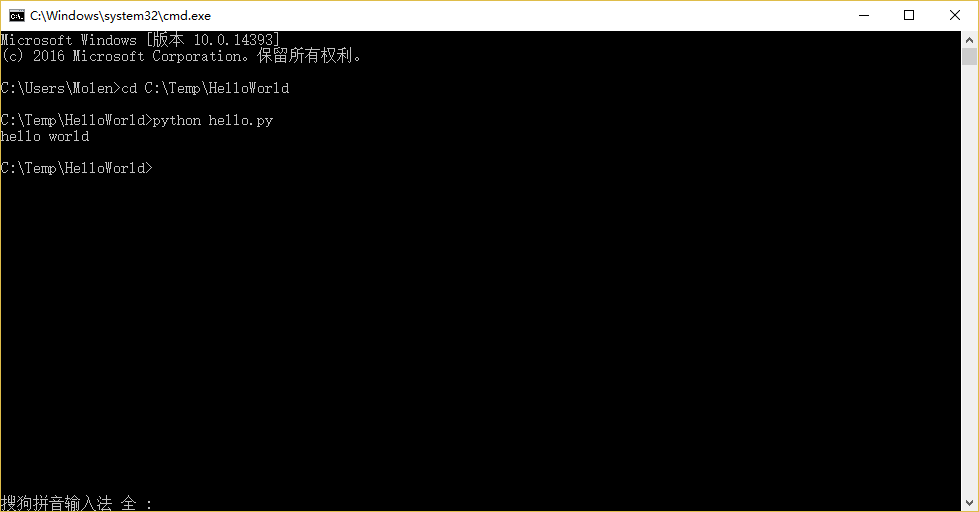 C:\Windows\system32\cmd.exe
Microsoft Windows [版本 10.0.14393]
(c) 2016 Microsoft Corporation。保留所有权利。
C:\Users\Molen>cd C:\Temp\HelloWorld
C:\Temp\HelloWorld>python hello.py
hello world
C:\Temp\HelloWorld>
搜狗拼音输入法 全 :